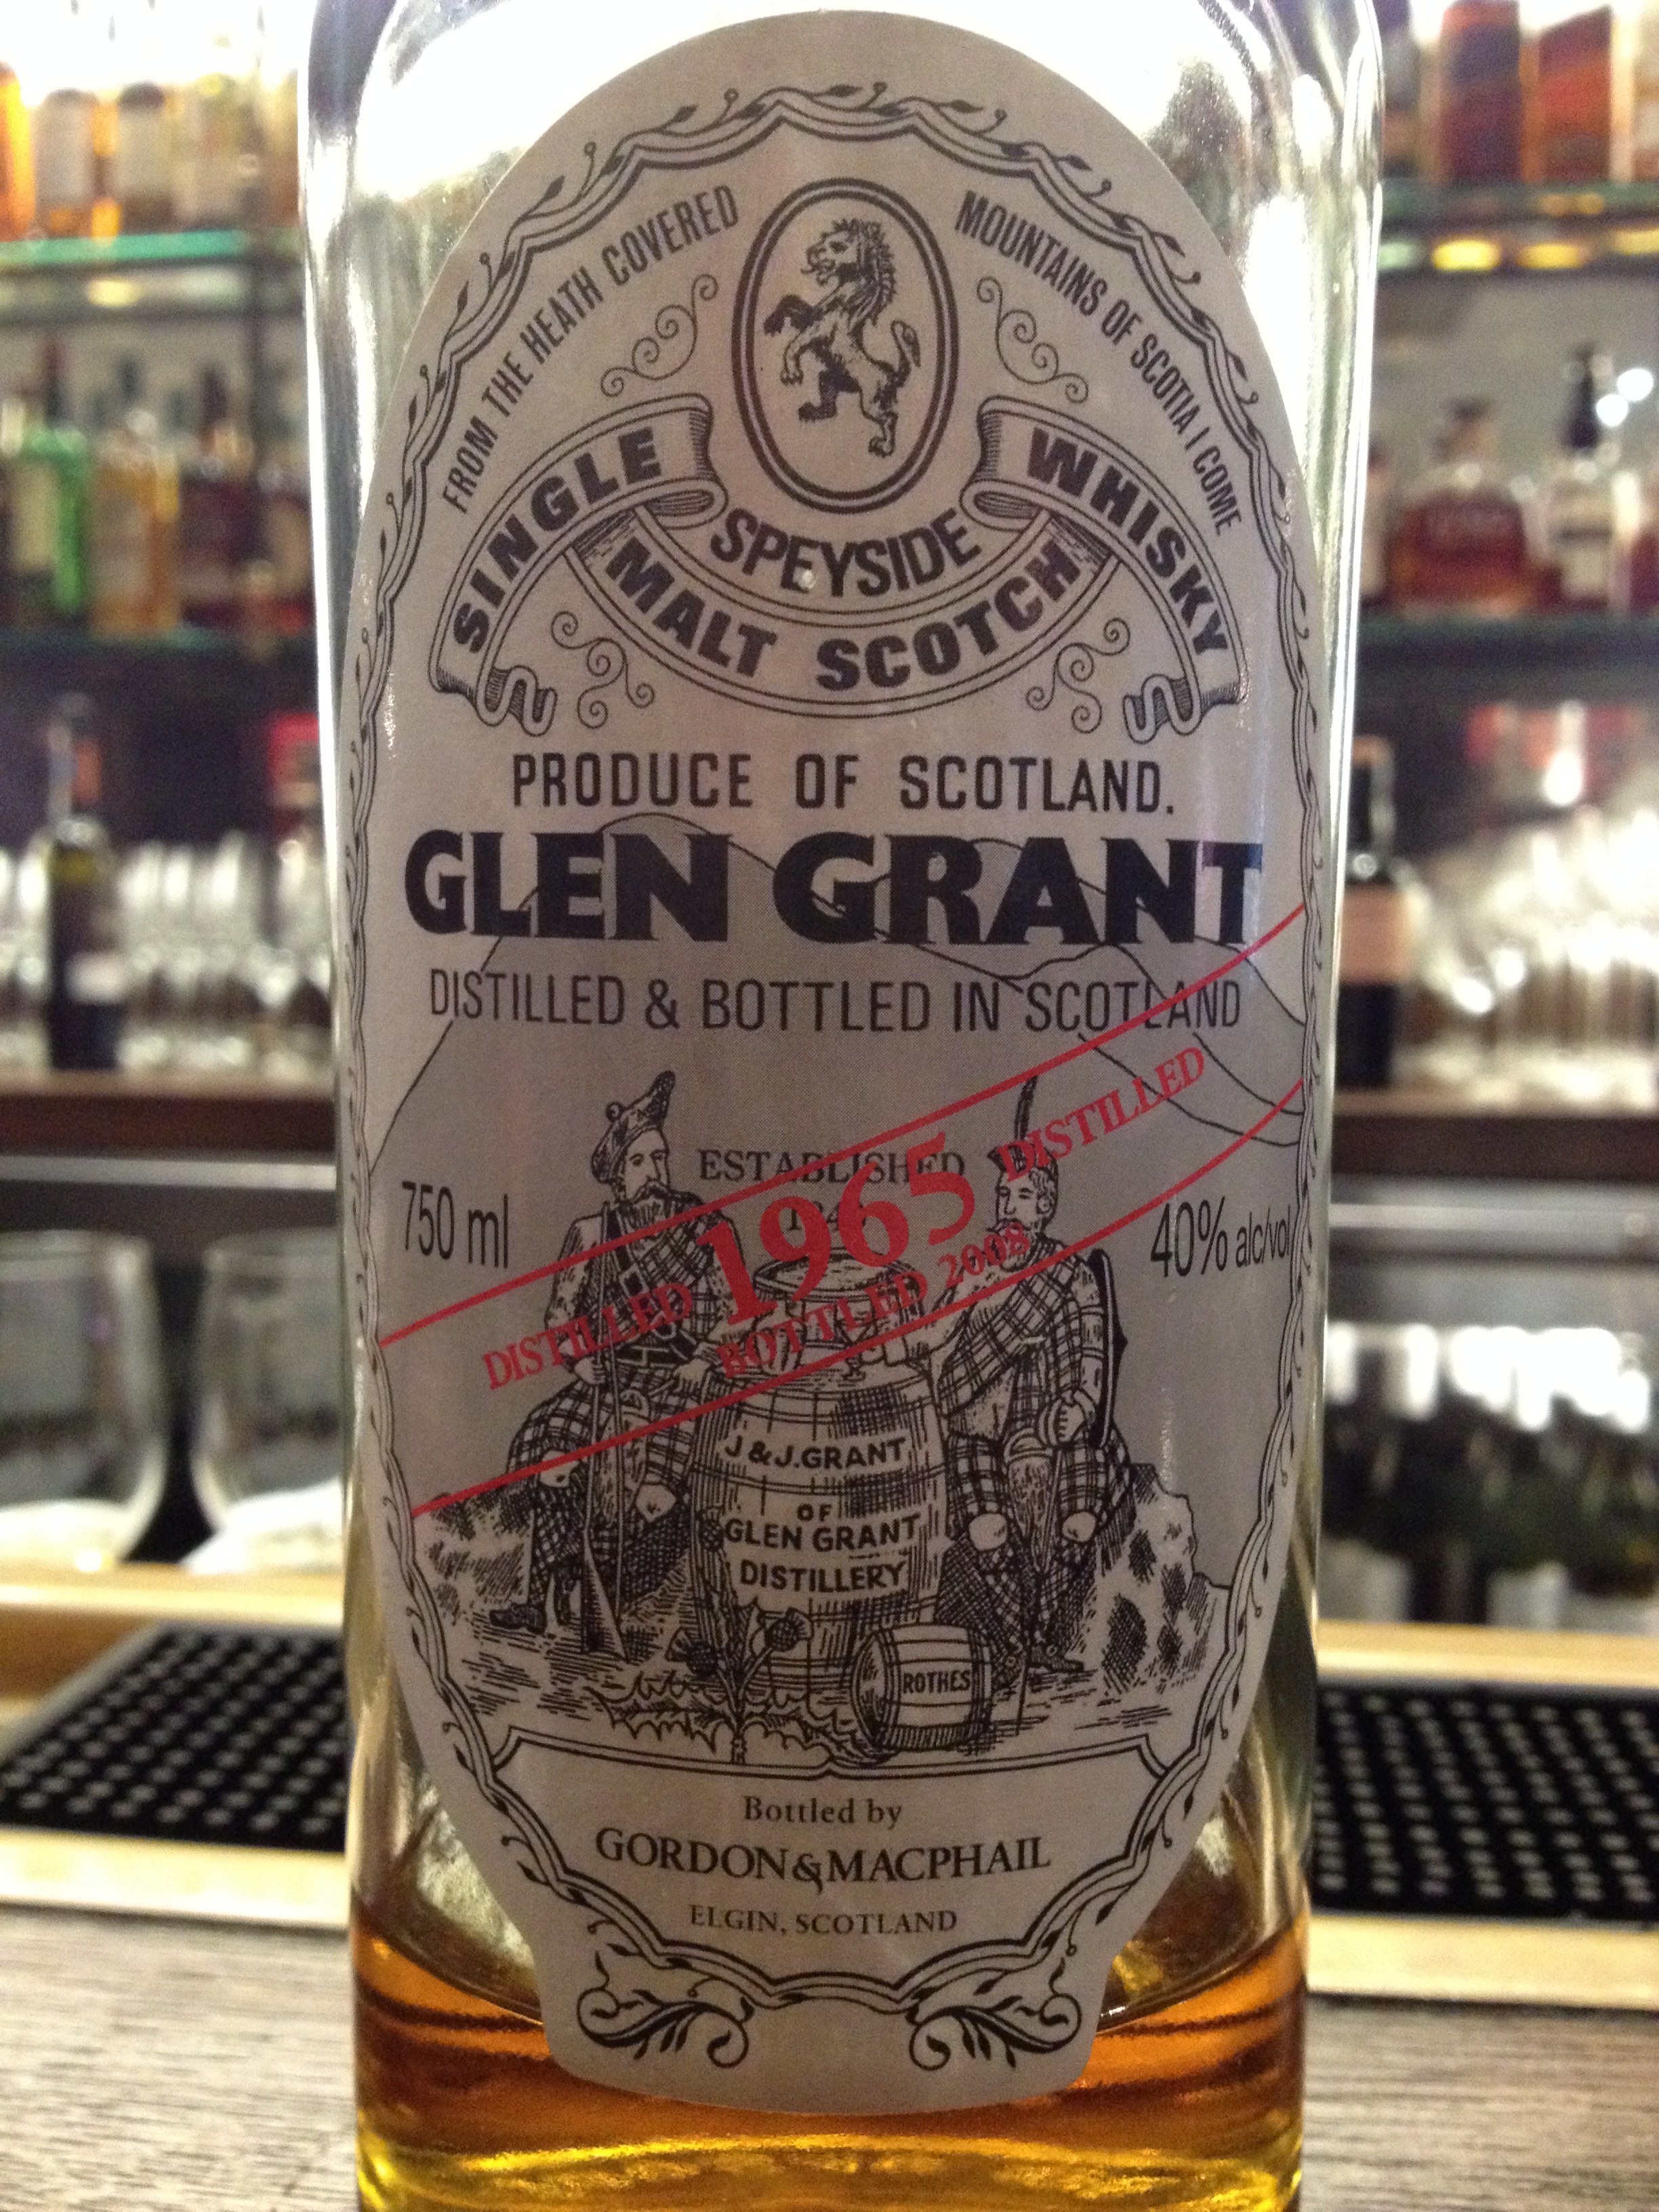 FROM THE HEATH COVERED MOUNTAINS OF SCOTIA I COME
SPEYSIDE
SINGLE MALT SCOTCH WHISKY
PRODUCE OF SCOTLAND.
GLEN GRANT
DISTILLED & BOTTLED IN SCOTLAND
ESTABLISHED
750 ml
40% alc/vol
DISTILLED 1965 DISTILLED
BOTTLED 2008
J & J. GRANT
OF
GLEN GRANT
DISTILLERY
ROTHES
Bottled by
GORDON & MACPHAIL
ELGIN, SCOTLAND